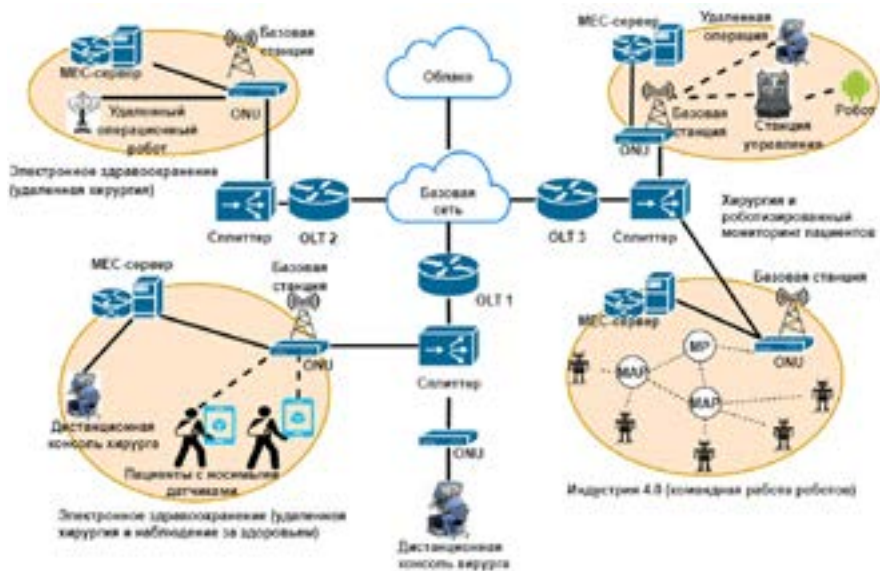 МЕС-сервер
Базовая
станция
ONU
Удаленный
операционный
робот
Электронное здравоохранение
(удаленная хирургия)
Сплиттер
OLT 2
Облако
Базовая
сеть
OLT 1
OLT 3
Сплиттер
МЕС-сервер
Удаленная
операция
Базовая
станция
ONU
Станция
управления
Робот
Хирургия и
роботизированный
мониторинг пациентов
МЕС-сервер
Базовая
станция
ONU
Дистанционная
консоль хирурга
Пациенты с носимыми
датчиками
Электронное здравоохранение (удаленная
хирургия и наблюдение за здоровьем)
Сплиттер
ONU
Дистанционная
консоль хирурга
Базовая станция
МЕС-сервер
ONU
MP
MAP
MAP
Индустрия 4.0 (командная работа роботов)